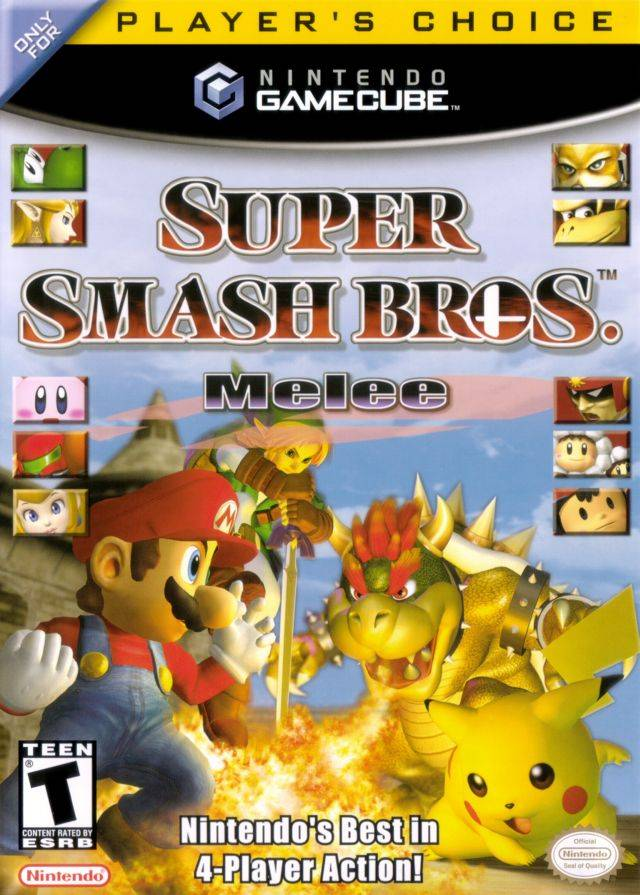 ONLY
FOR
PLAYER'S CHOICE
NINTENDO
GAMECUBE™
SUPER
SMASH BROS.™
Melee
M
TEEN
T
®
CONTENT RATED BY
ESRB
Nintendo
Nintendo's Best in
4-Player Action!
Official
Nintendo
Seal of Quality